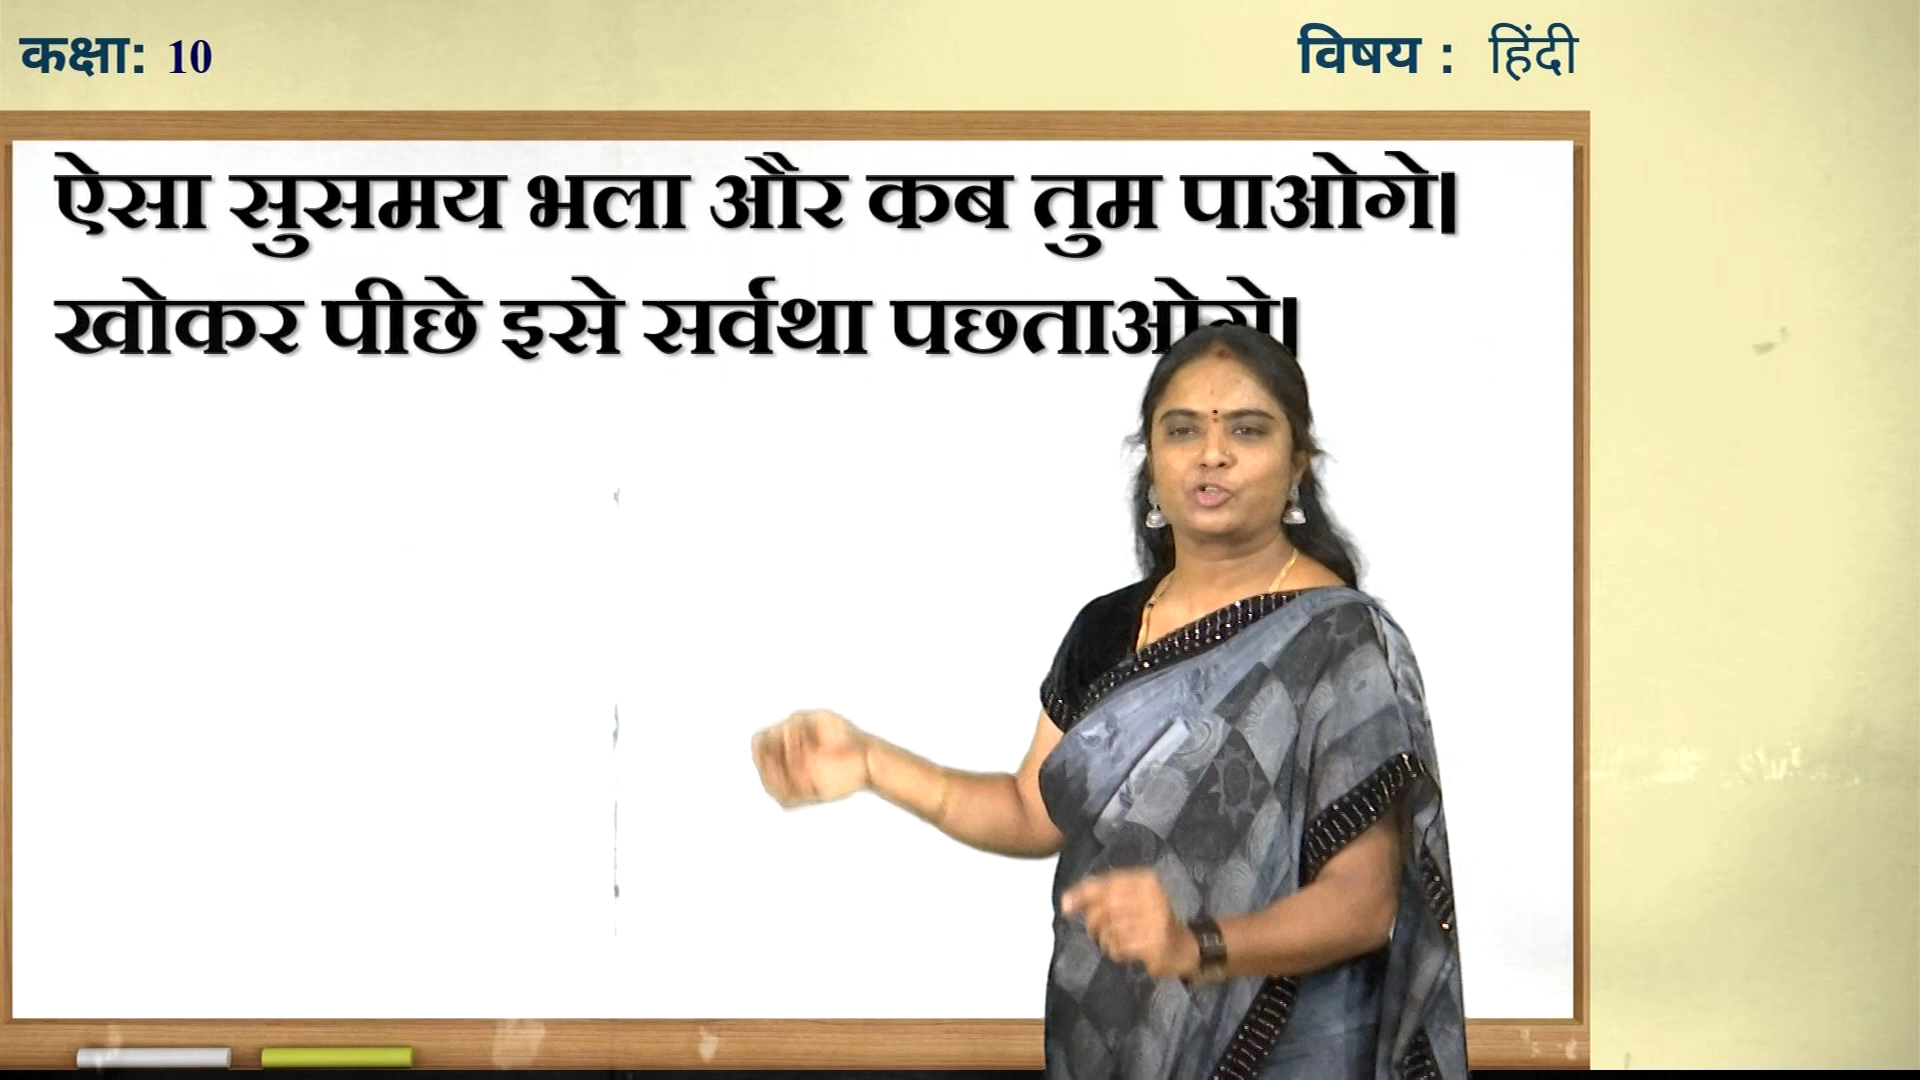 कक्षा: 10
विषय : हिंदी
ऐसा सुसमय भला और कब तुम पाओगे।
खोकर पीछे इसे सर्वथा पछताओगे।